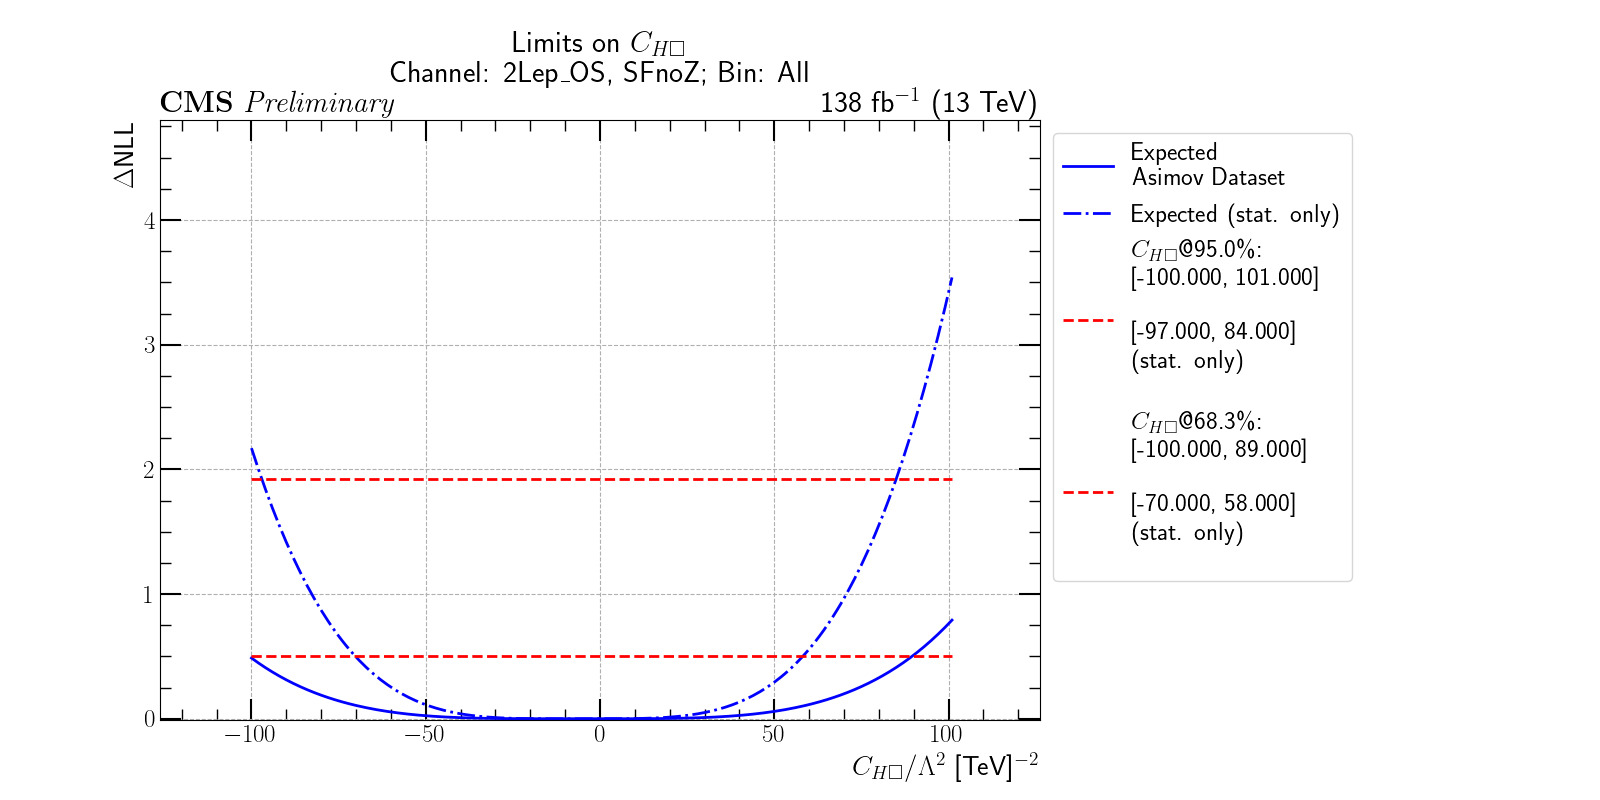 Limits on C_{H□}
Channel: 2Lep_OS, SFnoZ; Bin: All
CMS Preliminary
138 fb⁻¹ (13 TeV)
ΔNLL
4
3
2
1
0
−100
−50
0
50
100
C_{H□}/Λ² [TeV]⁻²
Expected
Asimov Dataset
Expected (stat. only)
C_{H□}@95.0%:
[-100.000, 101.000]
[-97.000, 84.000]
(stat. only)
C_{H□}@68.3%:
[-100.000, 89.000]
[-70.000, 58.000]
(stat. only)